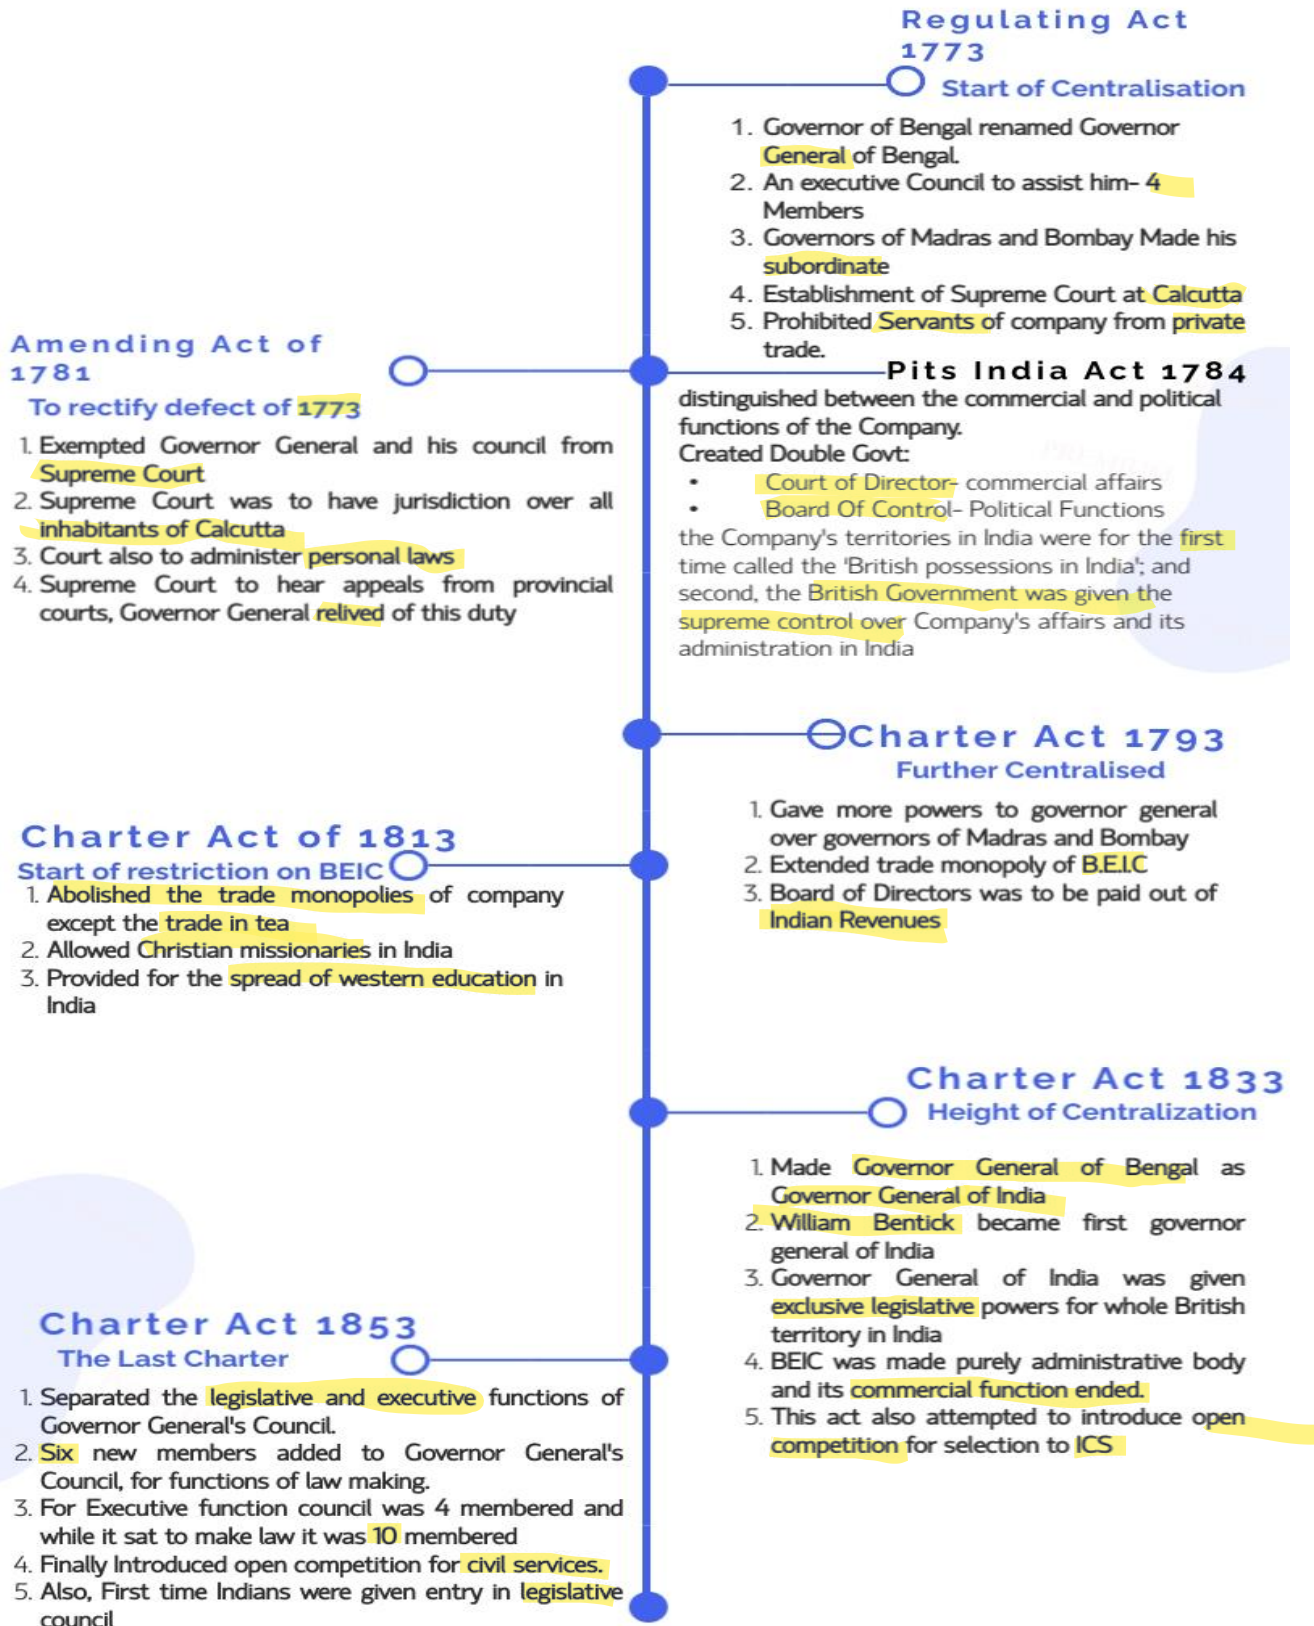 Regulating Act
1773
Start of Centralisation
1. Governor of Bengal renamed Governor
General of Bengal.
2. An executive Council to assist him- 4
Members
3. Governors of Madras and Bombay Made his
subordinate
4. Establishment of Supreme Court at Calcutta
5. Prohibited Servants of company from private
trade.
Amending Act of
1781
To rectify defect of 1773
1. Exempted Governor General and his council from
Supreme Court
2. Supreme Court was to have jurisdiction over all
inhabitants of Calcutta
3. Court also to administer personal laws
4. Supreme Court to hear appeals from provincial
courts, Governor General relived of this duty
Pits India Act 1784
distinguished between the commercial and political
functions of the Company.
Created Double Govt:
• Court of Director- commercial affairs
• Board Of Control- Political Functions
the Company's territories in India were for the first
time called the 'British possessions in India'; and
second, the British Government was given the
supreme control over Company's affairs and its
administration in India
Charter Act 1793
Further Centralised
1. Gave more powers to governor general
over governors of Madras and Bombay
2. Extended trade monopoly of B.E.I.C
3. Board of Directors was to be paid out of
Indian Revenues
Charter Act of 1813
Start of restriction on BEIC
1. Abolished the trade monopolies of company
except the trade in tea
2. Allowed Christian missionaries in India
3. Provided for the spread of western education in
India
Charter Act 1833
Height of Centralization
1. Made Governor General of Bengal as
Governor General of India
2. William Bentick became first governor
general of India
3. Governor General of India was given
exclusive legislative powers for whole British
territory in India
4. BEIC was made purely administrative body
and its commercial function ended.
5. This act also attempted to introduce open
competition for selection to ICS
Charter Act 1853
The Last Charter
1. Separated the legislative and executive functions of
Governor General's Council.
2. Six new members added to Governor General's
Council, for functions of law making.
3. For Executive function council was 4 membered and
while it sat to make law it was 10 membered
4. Finally Introduced open competition for civil services.
5. Also, First time Indians were given entry in legislative
council